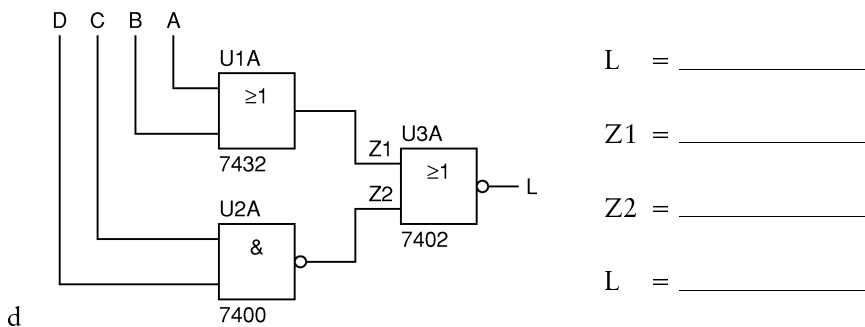 D C B A
U1A
≥1
7432
U2A
&
7400
Z1
Z2
U3A
≥1
7402
L
L =
Z1 =
Z2 =
L =
d